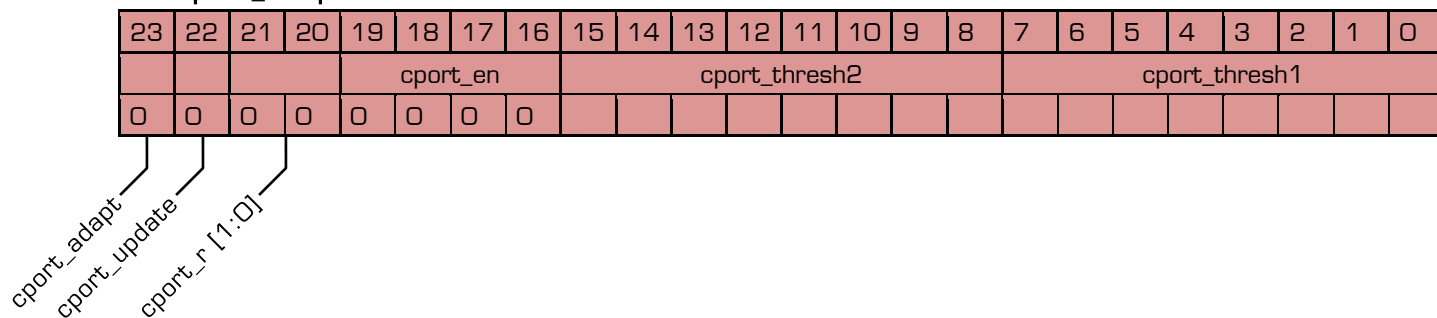 23 22 21 20 19 18 17 16 15 14 13 12 11 10 9 8 7 6 5 4 3 2 1 0
cport_en cport_thresh2 cport_thresh1
0 0 0 0 0 0 0 0
cport_adapt
cport_update
cport_r [1:0]